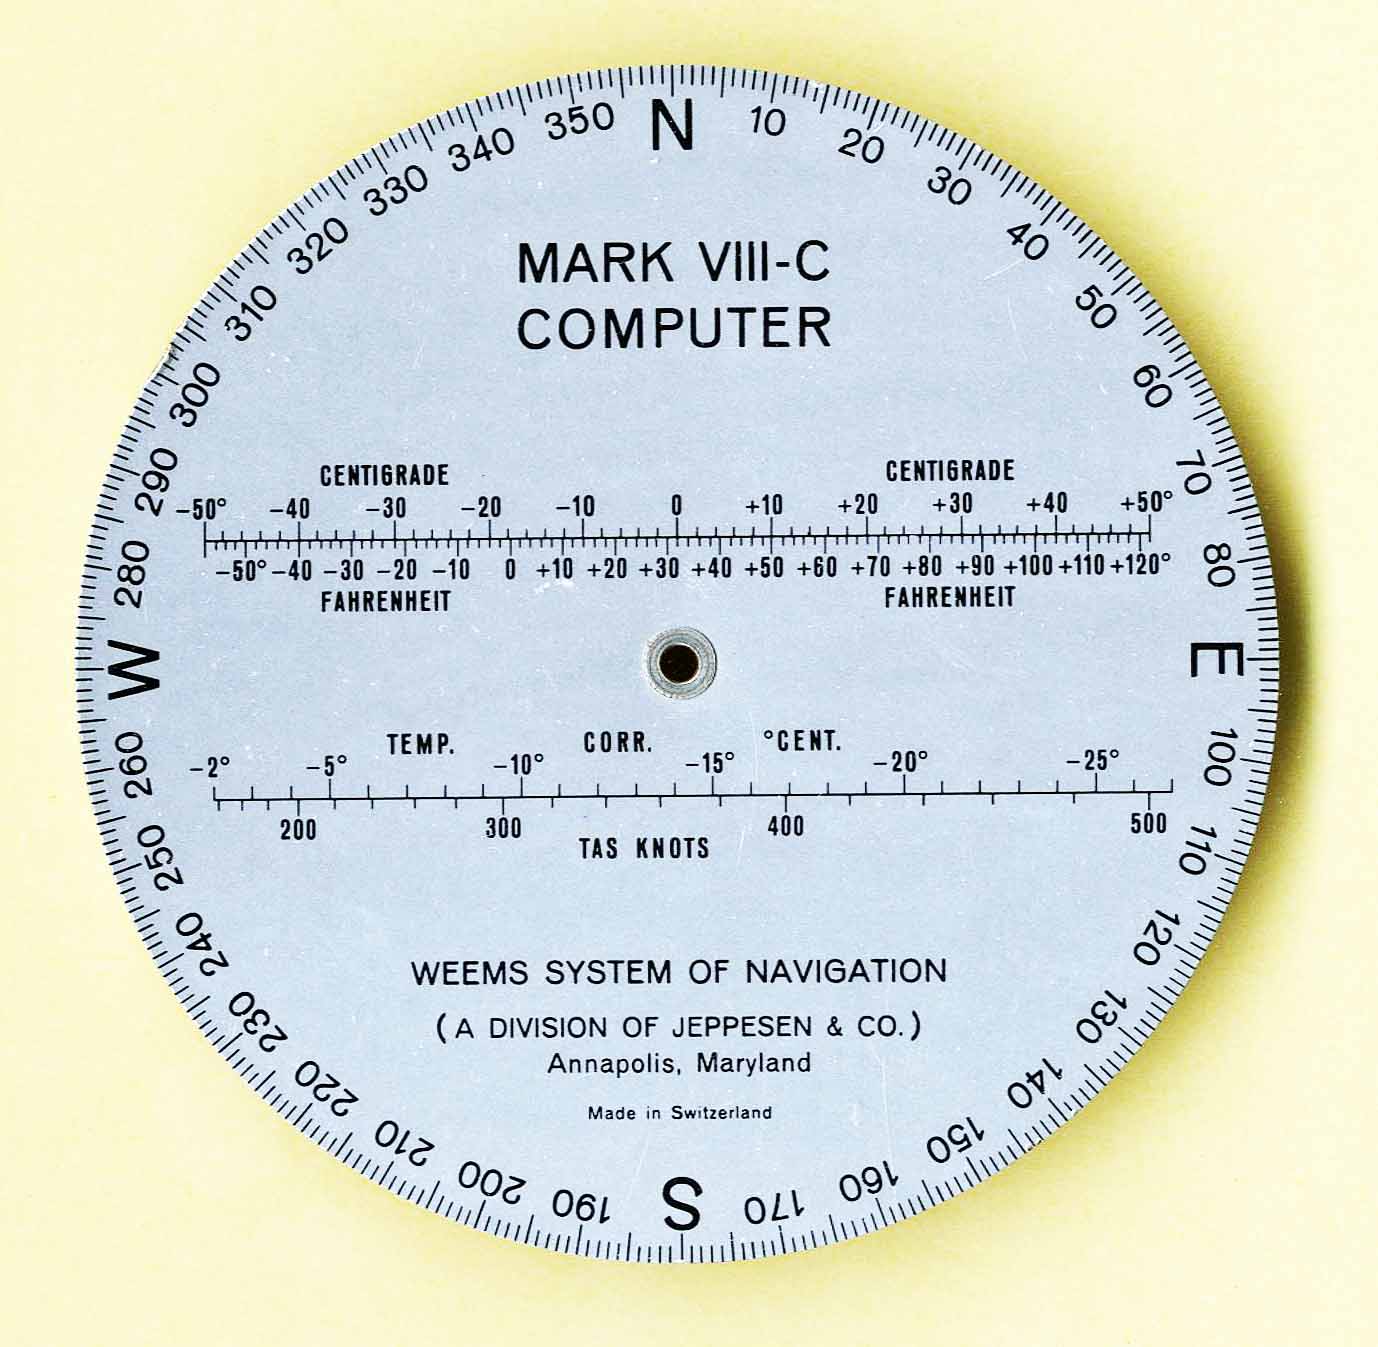 N 10 20 30 40 50 60 70 80 E 100 110 120 130 140 150 160 170 S 190 200 210 220 230 240 250 260 W 280 290 300 310 320 330 340 350
MARK VIII-C
COMPUTER
CENTIGRADE CENTIGRADE
-50° -40 -30 -20 -10 0 +10 +20 +30 +40 +50°
-50° -40 -30 -20 -10 0 +10 +20 +30 +40 +50 +60 +70 +80 +90 +100 +110 +120°
FAHRENHEIT FAHRENHEIT
TEMP. CORR. °CENT.
-2° -5° -10° -15° -20° -25°
200 300 400 500
TAS KNOTS
WEEMS SYSTEM OF NAVIGATION
(A DIVISION OF JEPPESEN & CO.)
Annapolis, Maryland
Made in Switzerland